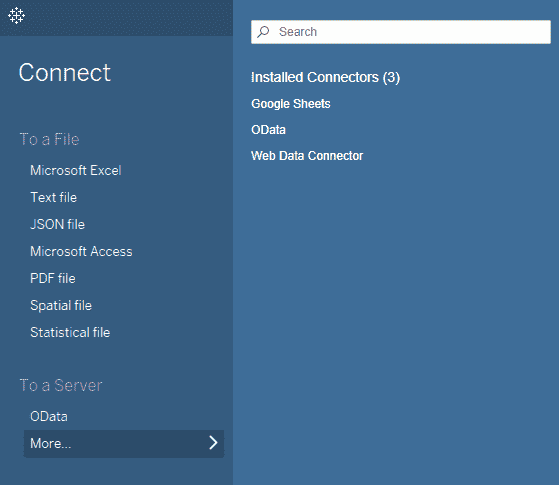 Connect
To a File
Microsoft Excel
Text file
JSON file
Microsoft Access
PDF file
Spatial file
Statistical file
To a Server
OData
More...
Search
Installed Connectors (3)
Google Sheets
OData
Web Data Connector